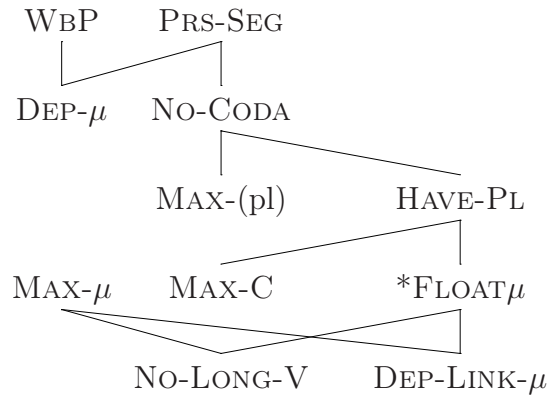 WBP PRS-SEG
DEP-μ NO-CODA
MAX-(pl) HAVE-PL
MAX-μ MAX-C *FLOATμ
NO-LONG-V DEP-LINK-μ